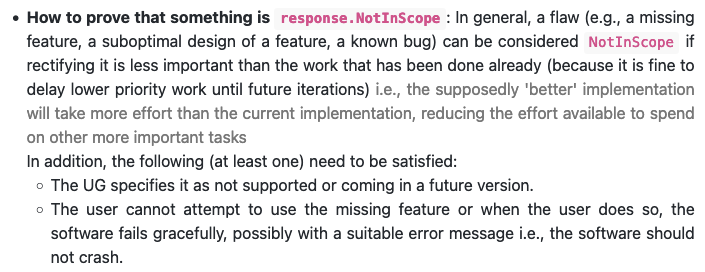 • How to prove that something is response.NotInScope : In general, a flaw (e.g., a missing
feature, a suboptimal design of a feature, a known bug) can be considered NotInScope if
rectifying it is less important than the work that has been done already (because it is fine to
delay lower priority work until future iterations) i.e., the supposedly 'better' implementation
will take more effort than the current implementation, reducing the effort available to spend
on other more important tasks
In addition, the following (at least one) need to be satisfied:
○ The UG specifies it as not supported or coming in a future version.
○ The user cannot attempt to use the missing feature or when the user does so, the
software fails gracefully, possibly with a suitable error message i.e., the software should
not crash.